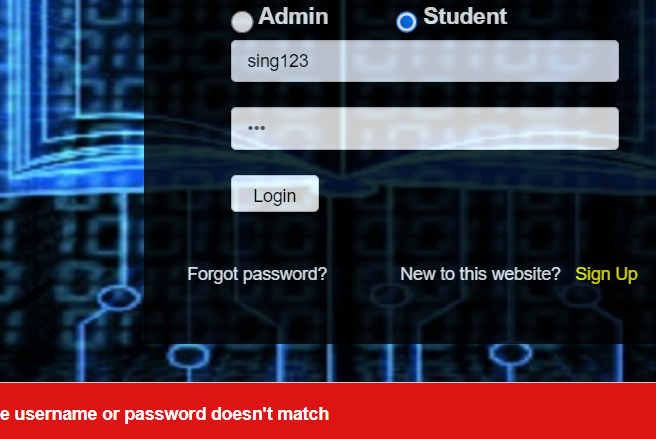 Admin Student
sing123
•••
Login
Forgot password? New to this website? Sign Up
e username or password doesn't match